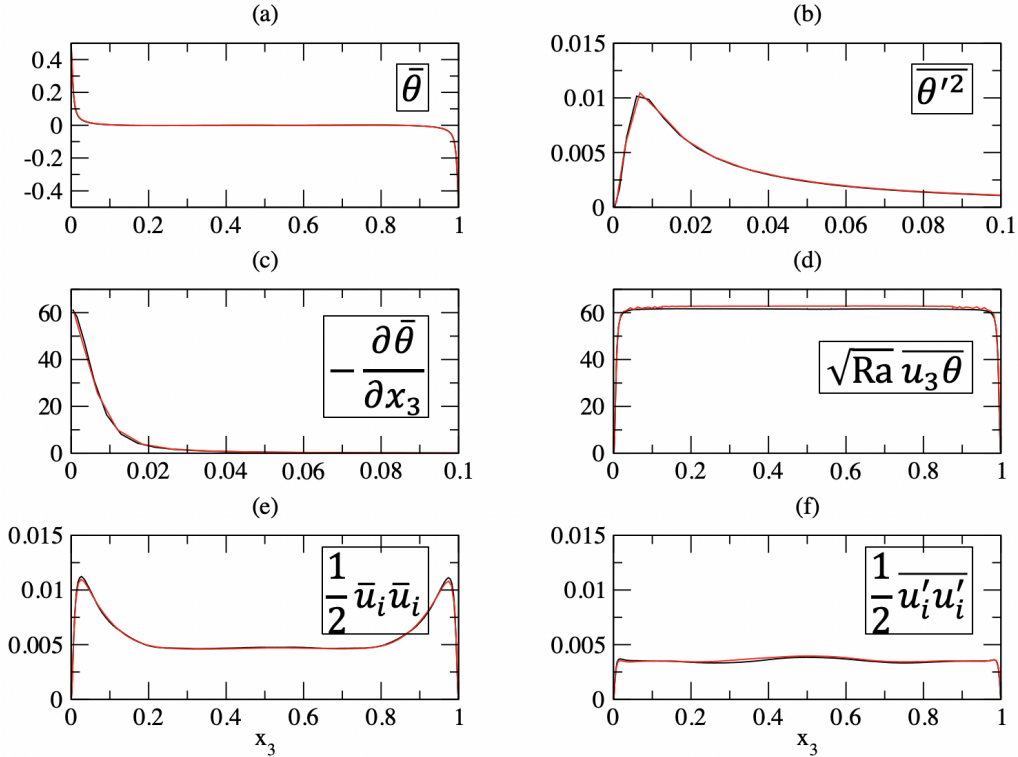 (a)
0.4
0.2
0
-0.2
-0.4
0 0.2 0.4 0.6 0.8 1
θ̄
(b)
0.015
0.01
0.005
0
0 0.02 0.04 0.06 0.08 0.1
\overline{θ′²}
(c)
60
40
20
0
0 0.02 0.04 0.06 0.08 0.1
− ∂θ̄/∂x₃
(d)
60
40
20
0
0 0.2 0.4 0.6 0.8 1
√Ra \overline{u₃θ}
(e)
0.015
0.01
0.005
0
0 0.2 0.4 0.6 0.8 1
x₃
1/2 ūᵢūᵢ
(f)
0.015
0.01
0.005
0
0 0.2 0.4 0.6 0.8 1
x₃
1/2 \overline{u′ᵢu′ᵢ}